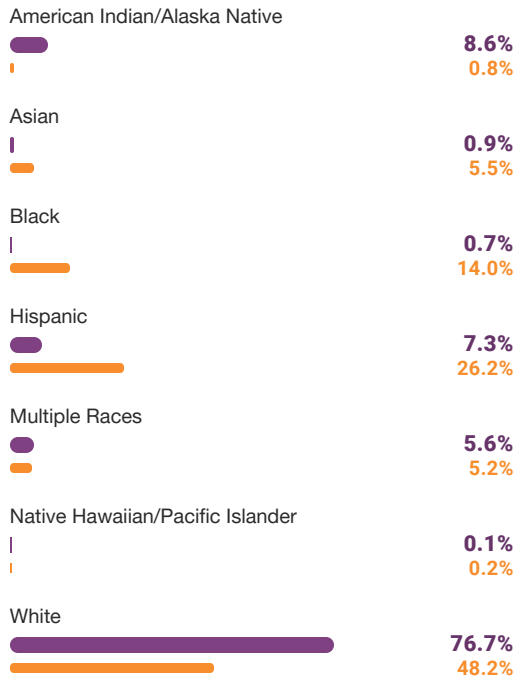 American Indian/Alaska Native
8.6%
0.8%
Asian
0.9%
5.5%
Black
0.7%
14.0%
Hispanic
7.3%
26.2%
Multiple Races
5.6%
5.2%
Native Hawaiian/Pacific Islander
0.1%
0.2%
White
76.7%
48.2%